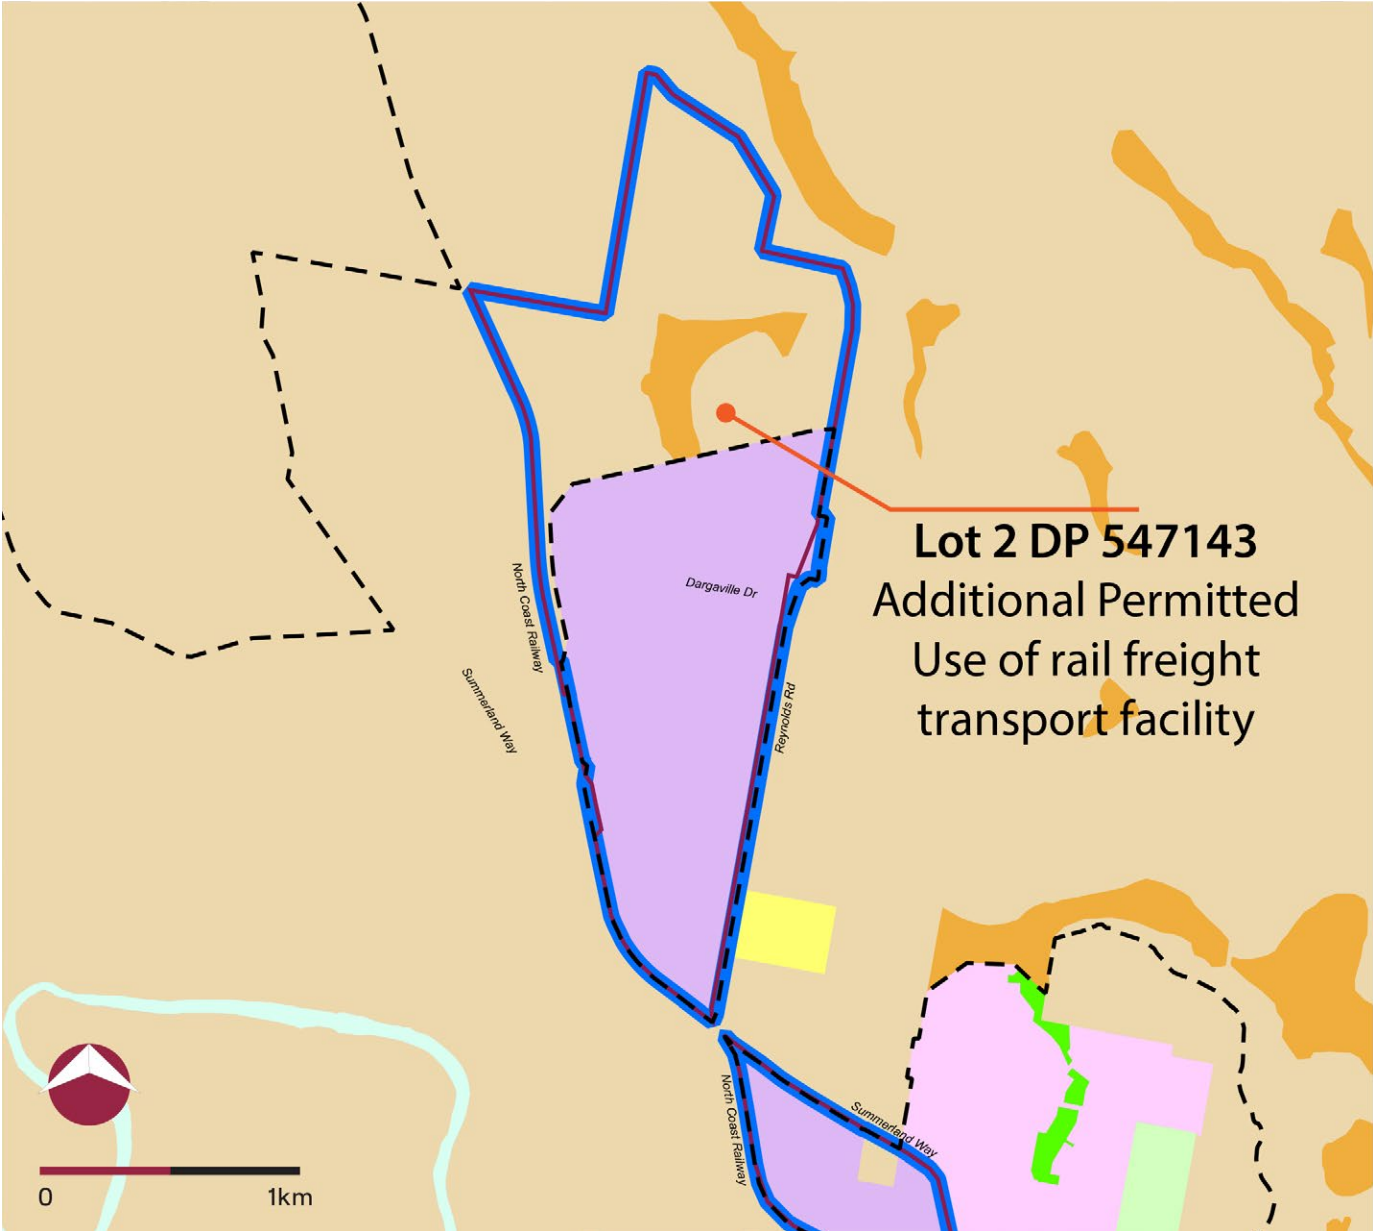 Lot 2 DP 547143
Additional Permitted
Use of rail freight
transport facility
Dargaville Dr
North Coast Railway
Summerland Way
Reynolds Rd
North Coast Railway
Summerland Way
0
1km